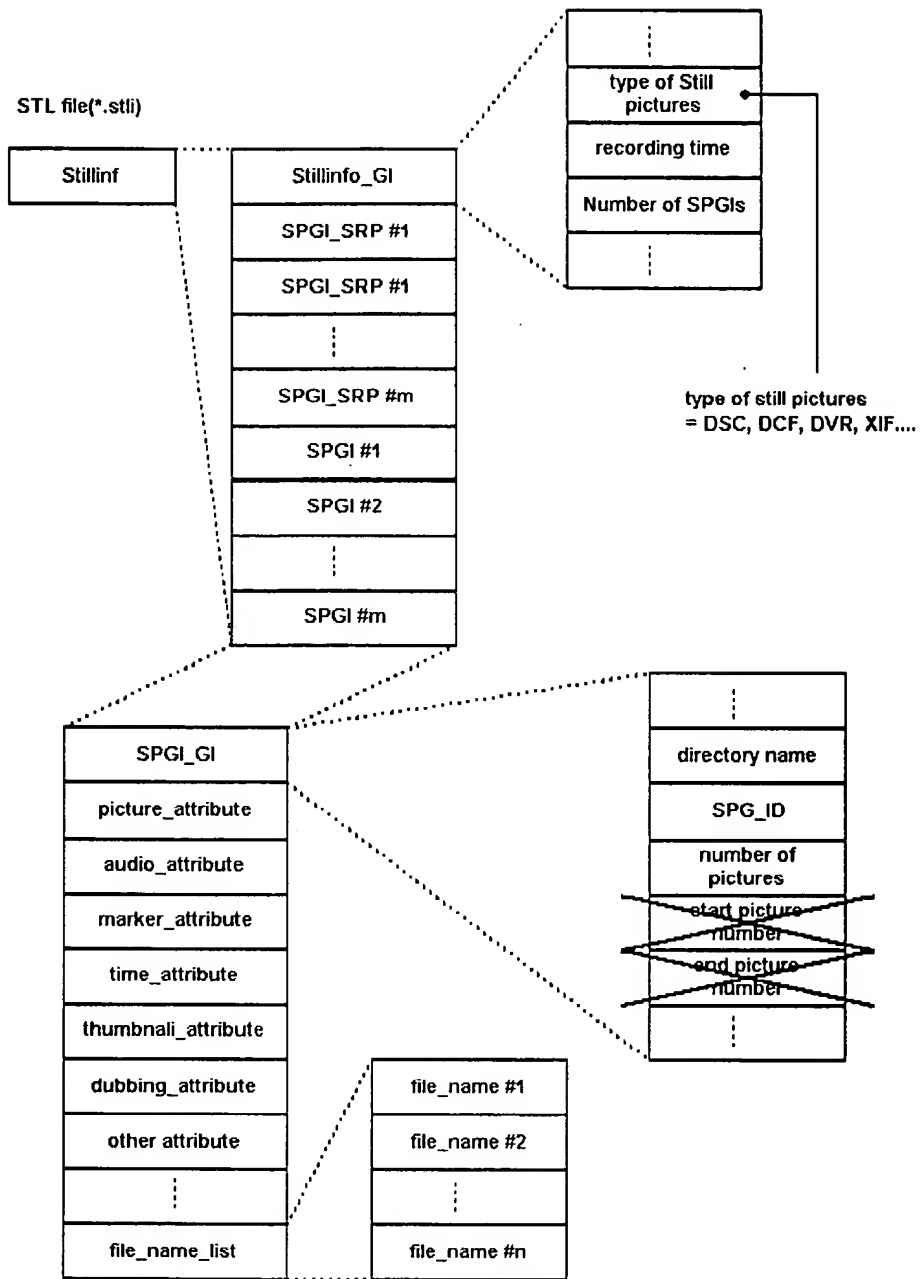 STL file(*.stli)
Stillinf
Stillinfo_GI
SPGI_SRP #1
SPGI_SRP #1
SPGI_SRP #m
SPGI #1
SPGI #2
SPGI #m
type of Still
pictures
recording time
Number of SPGIs
type of still pictures
= DSC, DCF, DVR, XIF....
SPGI_GI
picture_attribute
audio_attribute
marker_attribute
time_attribute
thumbnali_attribute
dubbing_attribute
other attribute
file_name_list
file_name #1
file_name #2
file_name #n
directory name
SPG_ID
number of
pictures
start picture
number
end picture
number